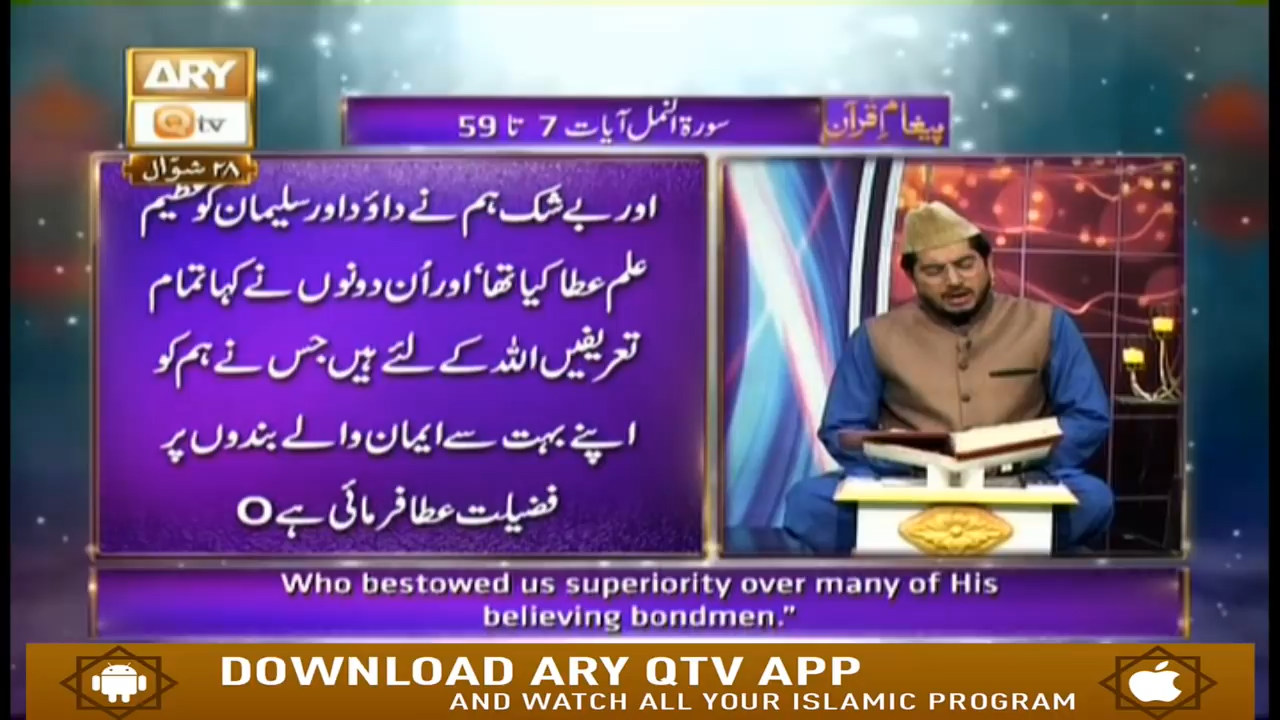 ARY
Qtv
۲۸ شوّال
پیغامِ قرآن
سورۃ النمل آیات 7 تا 59
اور بے شک ہم نے داؤد اور سلیمان کو عظیم
علم عطا کیا تھا‘ اور اُن دونوں نے کہا تمام
تعریفیں اللہ کے لئے ہیں جس نے ہم کو
اپنے بہت سے ایمان والے بندوں پر
فضیلت عطا فرمائی ہے O
Who bestowed us superiority over many of His
believing bondmen.”
DOWNLOAD ARY QTV APP
AND WATCH ALL YOUR ISLAMIC PROGRAM